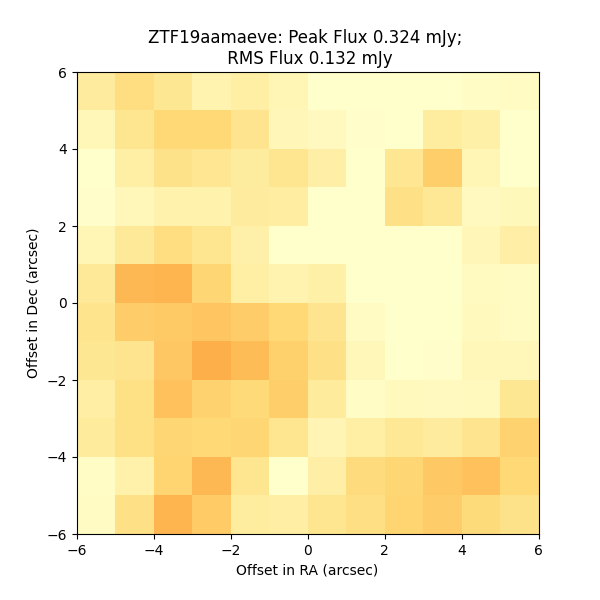 ZTF19aamaeve: Peak Flux 0.324 mJy;
RMS Flux 0.132 mJy
6
4
2
0
−2
−4
−6
Offset in Dec (arcsec)
−6 −4 −2 0 2 4 6
Offset in RA (arcsec)